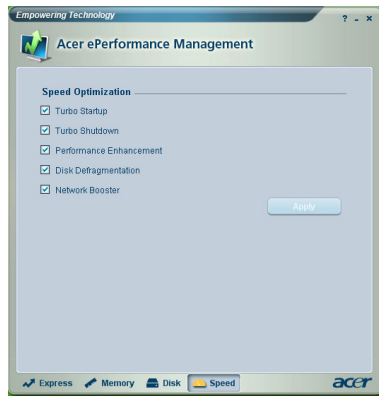 Empowering Technology ? - x
Acer ePerformance Management
Speed Optimization
Turbo Startup
Turbo Shutdown
Performance Enhancement
Disk Defragmentation
Network Booster
Apply
Express Memory Disk Speed acer